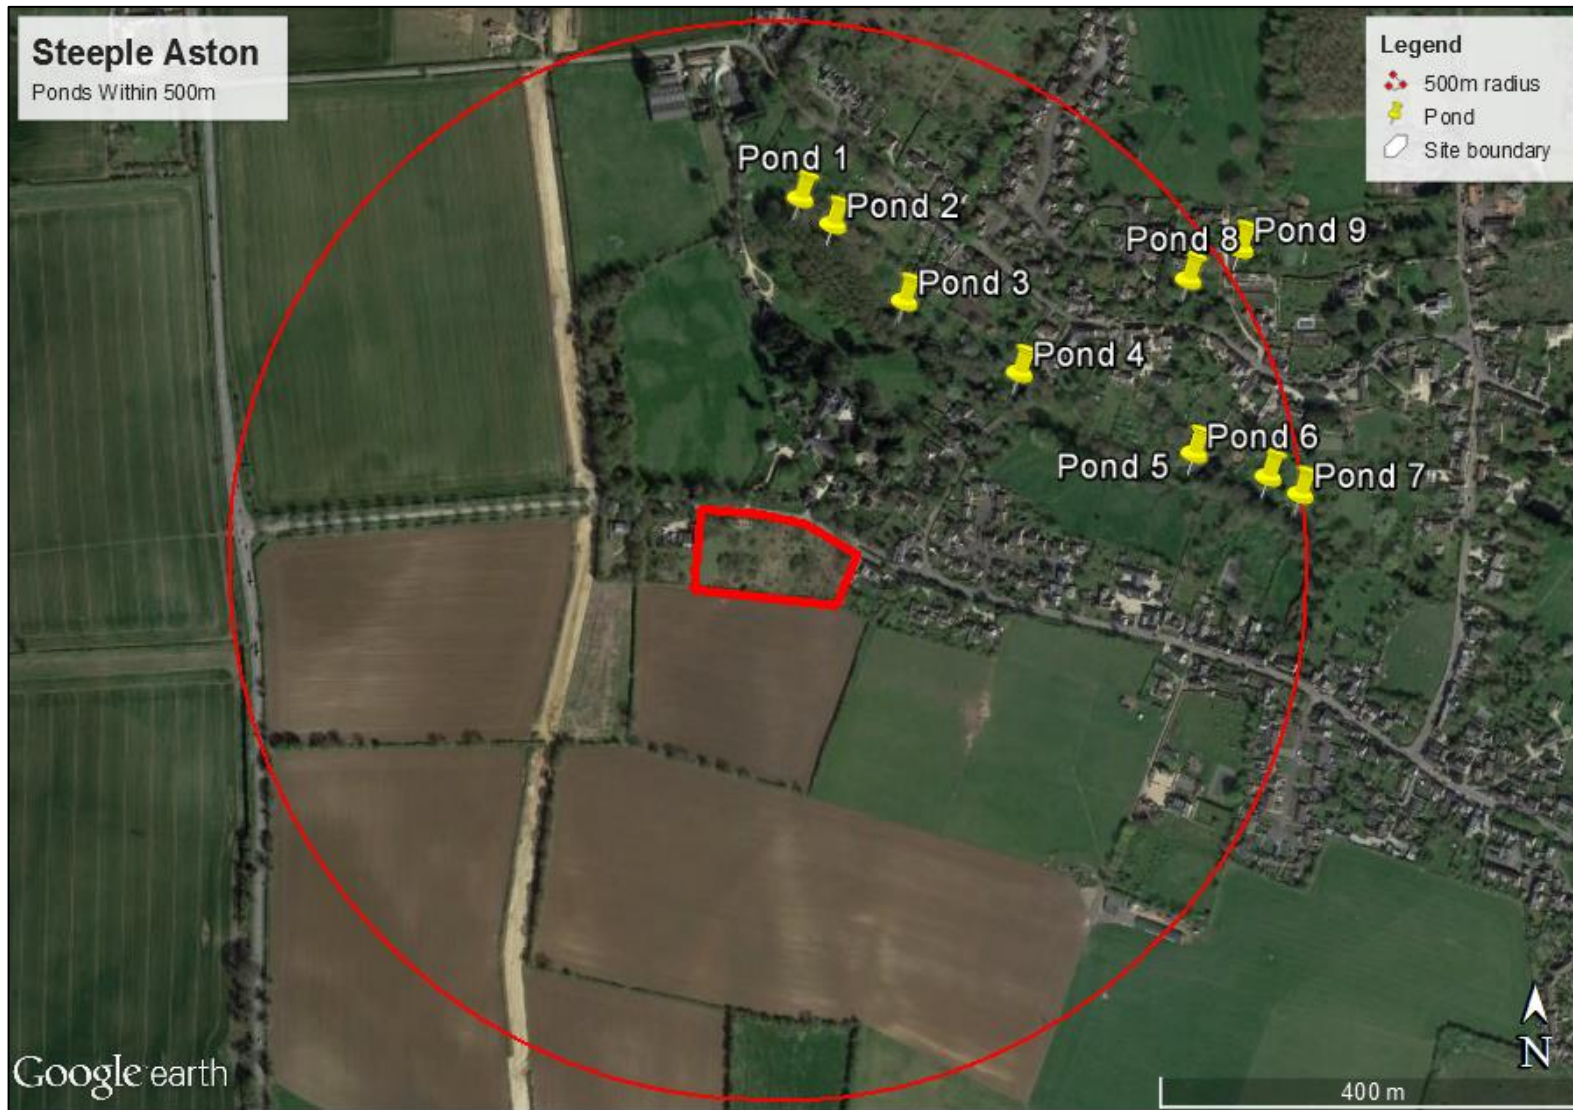 Steeple Aston
Ponds Within 500m
Legend
500m radius
Pond
Site boundary
Pond 1
Pond 2
Pond 3
Pond 4
Pond 8
Pond 9
Pond 6
Pond 5
Pond 7
Google earth
N
400 m